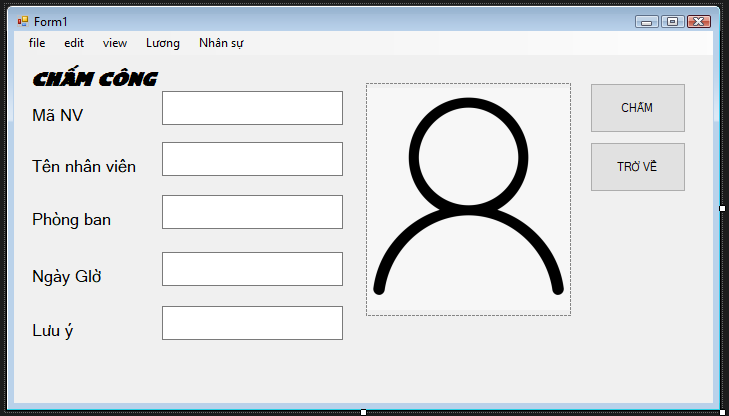 Form1
file edit view Lương Nhân sự
CHẤM CÔNG
Mã NV
Tên nhân viên
Phòng ban
Ngày GIờ
Lưu ý
CHẤM
TRỞ VỀ